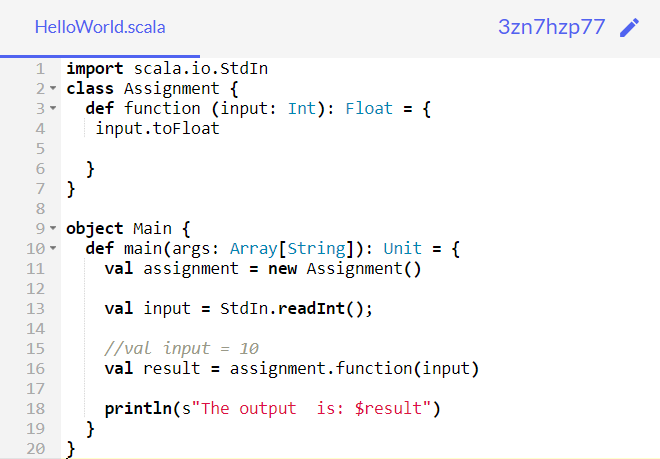 HelloWorld.scala 3zn7hzp77
1 import scala.io.StdIn
2 class Assignment {
3   def function (input: Int): Float = {
4    input.toFloat
5
6   }
7 }
8
9 object Main {
10   def main(args: Array[String]): Unit = {
11     val assignment = new Assignment()
12
13     val input = StdIn.readInt();
14
15     //val input = 10
16     val result = assignment.function(input)
17
18     println(s"The output  is: $result")
19   }
20 }